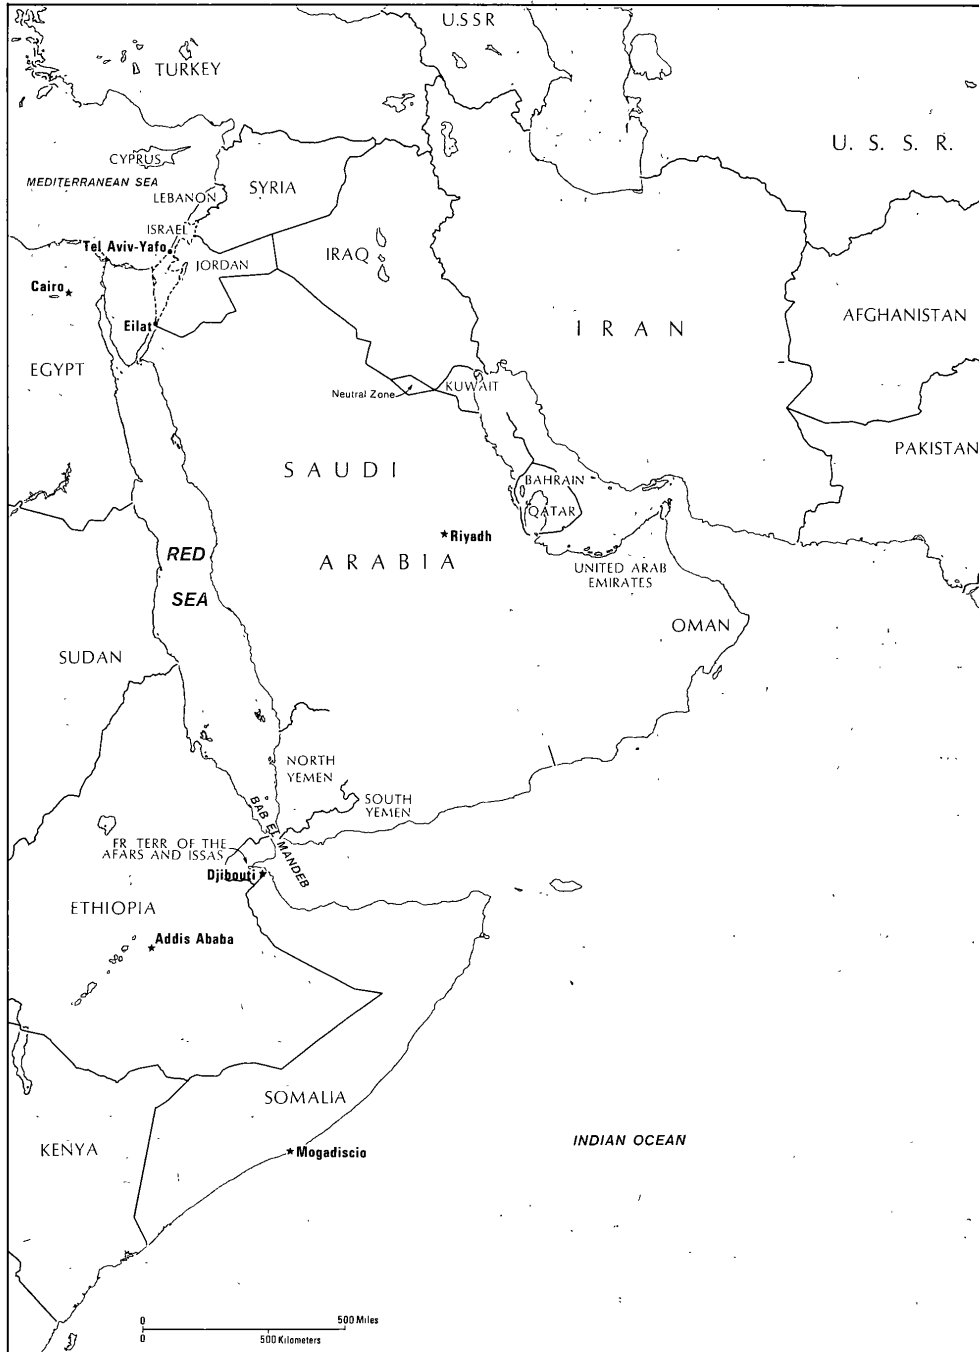 U.S.S R
TURKEY
U. S. S. R.
CYPRUS
MEDITERRANEAN SEA
SYRIA
LEBANON
ISRAEL
Tel Aviv-Yafo
JORDAN
IRAQ
Cairo
Eilat
IRAN
AFGHANISTAN
EGYPT
Neutral Zone
KUWAIT
PAKISTAN
SAUDI
BAHRAIN
QATAR
Riyadh
RED
ARABIA
UNITED ARAB
EMIRATES
SEA
OMAN
SUDAN
NORTH
YEMEN
SOUTH
YEMEN
BAB EL MANDEB
FR TERR OF THE
AFARS AND ISSAS
Djibouti
ETHIOPIA
Addis Ababa
SOMALIA
KENYA
Mogadiscio
INDIAN OCEAN
0 500 Miles
0 500 Kilometers